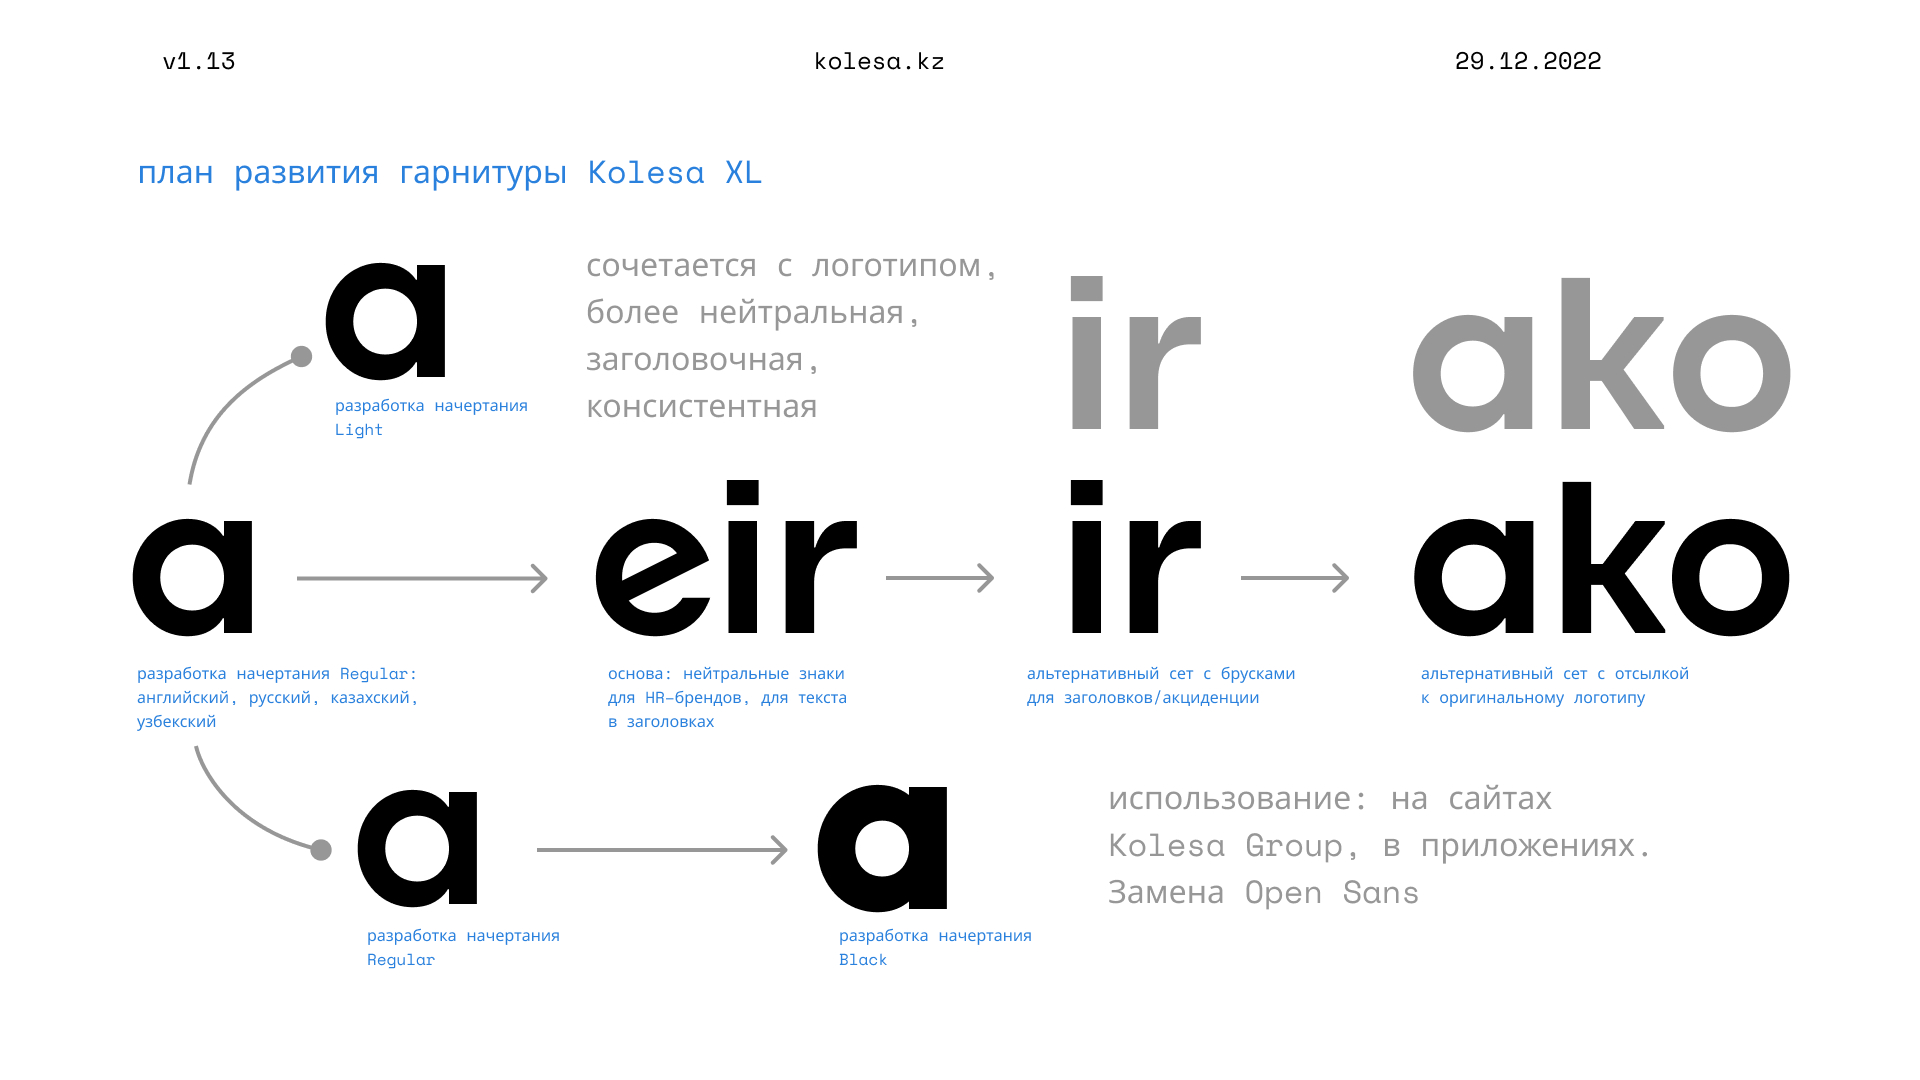 v1.13
kolesa.kz
29.12.2022
план развития гарнитуры Kolesa XL
a
разработка начертания
Light
сочетается с логотипом,
более нейтральная,
заголовочная,
консистентная
ir
ako
a
разработка начертания Regular:
английский, русский, казахский,
узбекский
eir
основа: нейтральные знаки
для HR-брендов, для текста
в заголовках
ir
альтернативный сет с брусками
для заголовков/акциденции
ako
альтернативный сет с отсылкой
к оригинальному логотипу
a
разработка начертания
Regular
a
разработка начертания
Black
использование: на сайтах
Kolesa Group, в приложениях.
Замена Open Sans